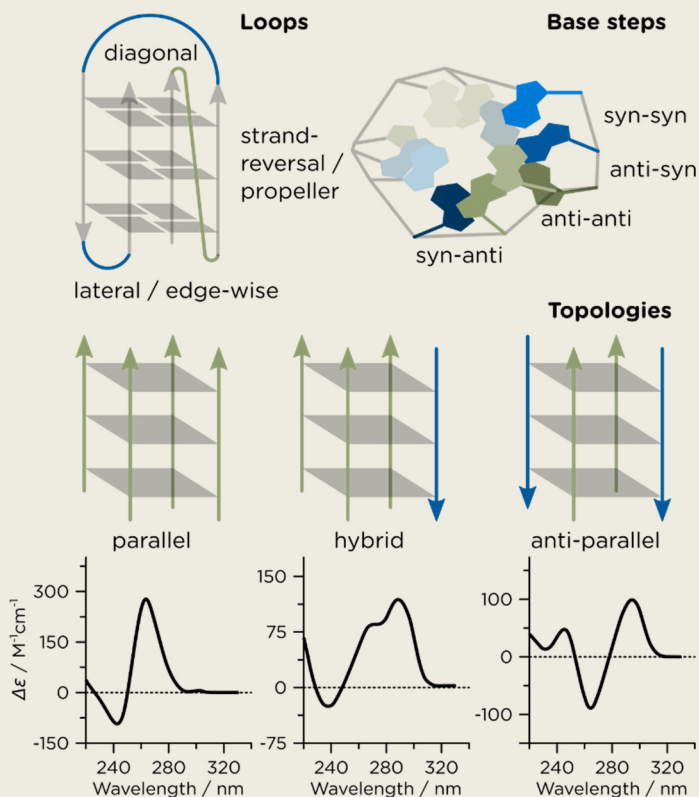 Loops
diagonal
strand-
reversal /
propeller
lateral / edge-wise
Base steps
syn-syn
anti-syn
anti-anti
syn-anti
Topologies
parallel
hybrid
anti-parallel
Δε / M⁻¹cm⁻¹
300
150
0
-150
240 280 320
Wavelength / nm
150
75
0
-75
240 280 320
Wavelength / nm
100
0
-100
240 280 320
Wavelength / nm